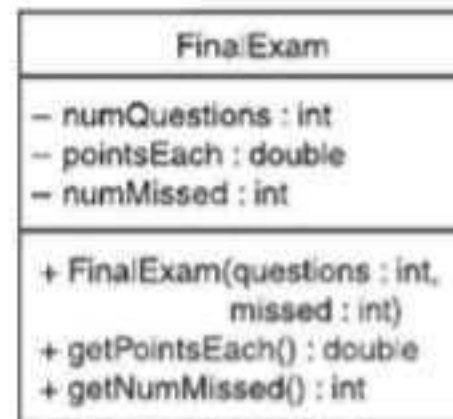 FinalExam
– numQuestions : int
– pointsEach : double
– numMissed : int
+ FinalExam(questions : int,
missed : int)
+ getPointsEach() : double
+ getNumMissed() : int